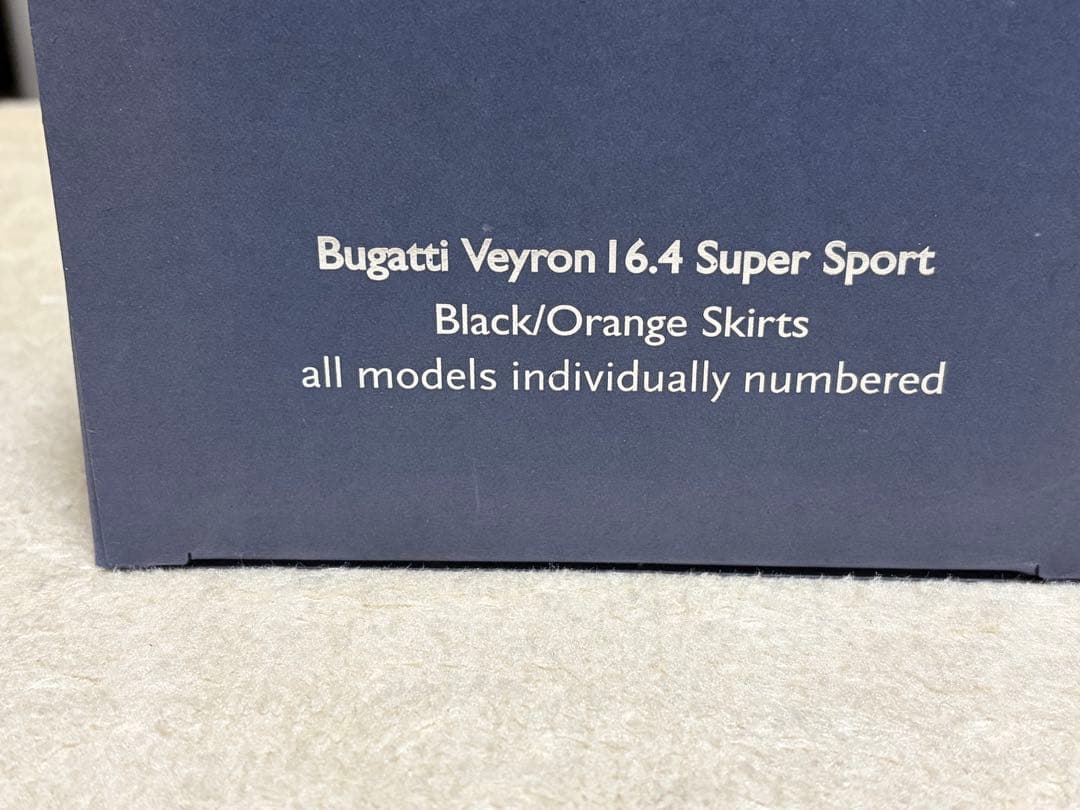 Bugatti Veyron 16.4 Super Sport
Black/Orange Skirts
all models individually numbered